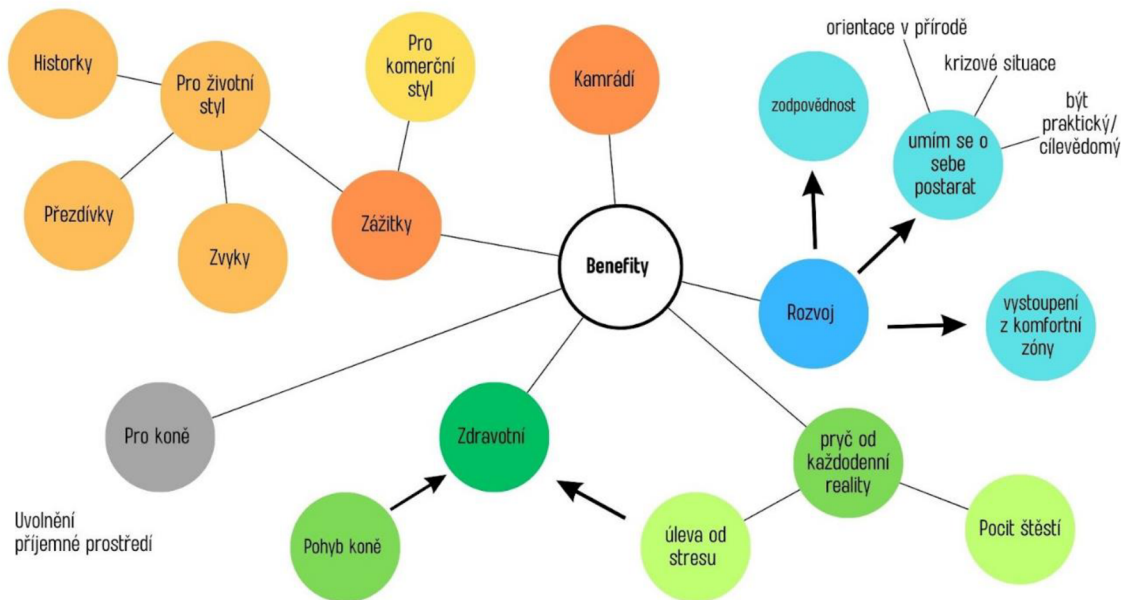 Historky
Pro životní
styl
Pro
komerční
styl
Kamrádí
zodpovědnost
orientace v přírodě
krizové situace
být
praktický/
cílevědomý
umím se o
sebe
postarat
Přezdívky
Zvyky
Zážitky
Benefity
Rozvoj
vystoupení
z komfortní
zóny
Pro koně
Zdravotní
pryč od
každodenní
reality
Uvolnění
příjemné prostředí
Pohyb koně
úleva od
stresu
Pocit štěstí